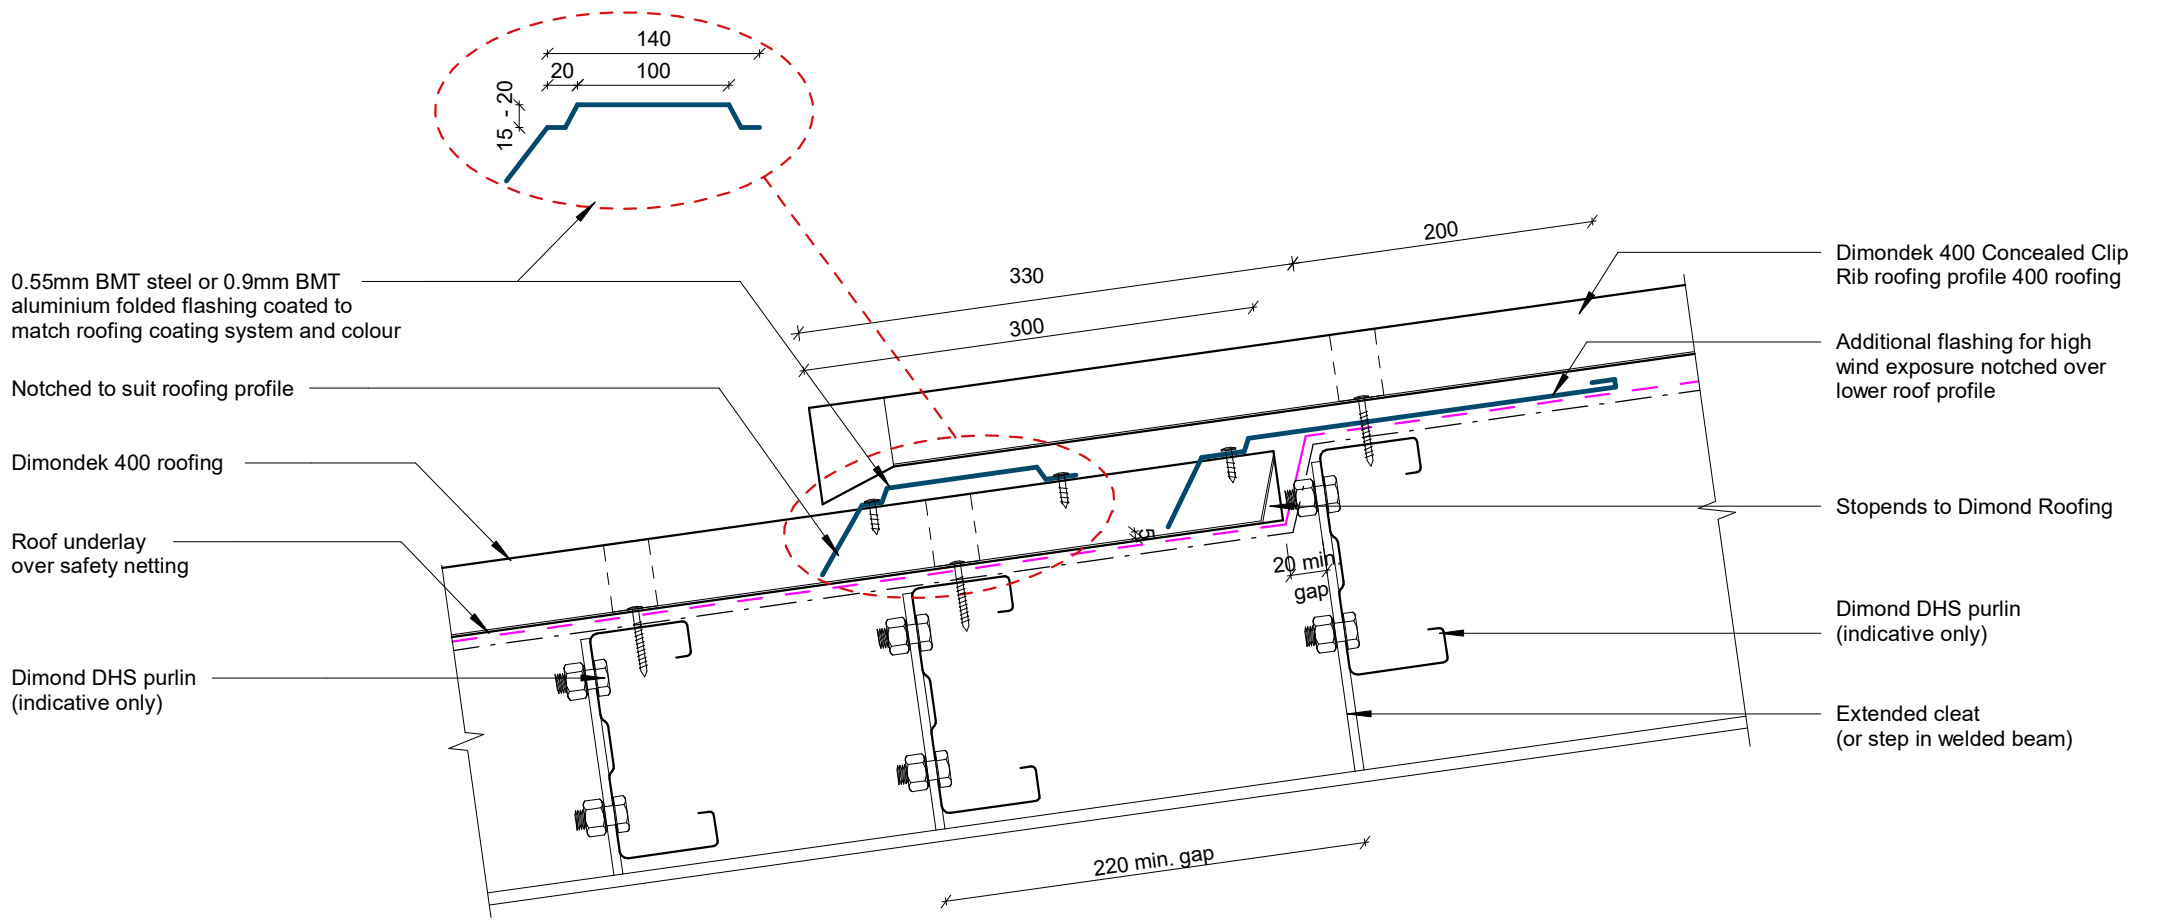 140
20
100
15 - 20
200
330
300
0.55mm BMT steel or 0.9mm BMT
aluminium folded flashing coated to
match roofing coating system and colour
Notched to suit roofing profile
Dimondek 400 roofing
Roof underlay
over safety netting
Dimond DHS purlin
(indicative only)
Dimondek 400 Concealed Clip
Rib roofing profile 400 roofing
Additional flashing for high
wind exposure notched over
lower roof profile
Stopends to Dimond Roofing
5
20 min.
gap
Dimond DHS purlin
(indicative only)
Extended cleat
(or step in welded beam)
220 min. gap